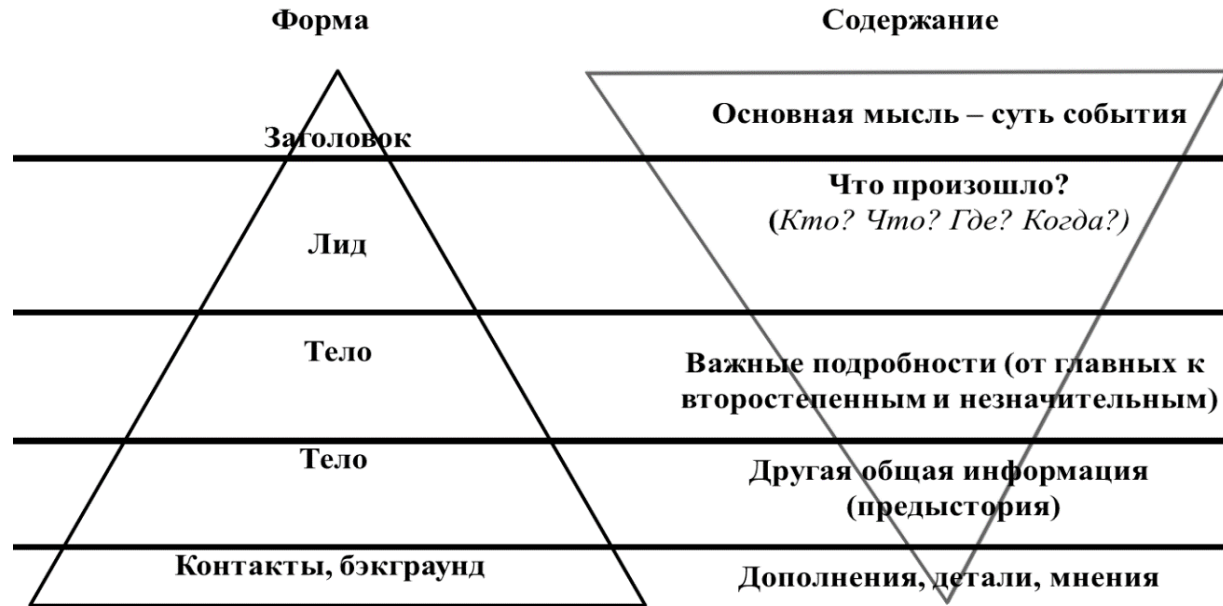 Форма
Содержание
Заголовок
Основная мысль – суть события
Лид
Что произошло?
(Кто? Что? Где? Когда?)
Тело
Важные подробности (от главных к
второстепенным и незначительным)
Тело
Другая общая информация
(предыстория)
Контакты, бэкграунд
Дополнения, детали, мнения